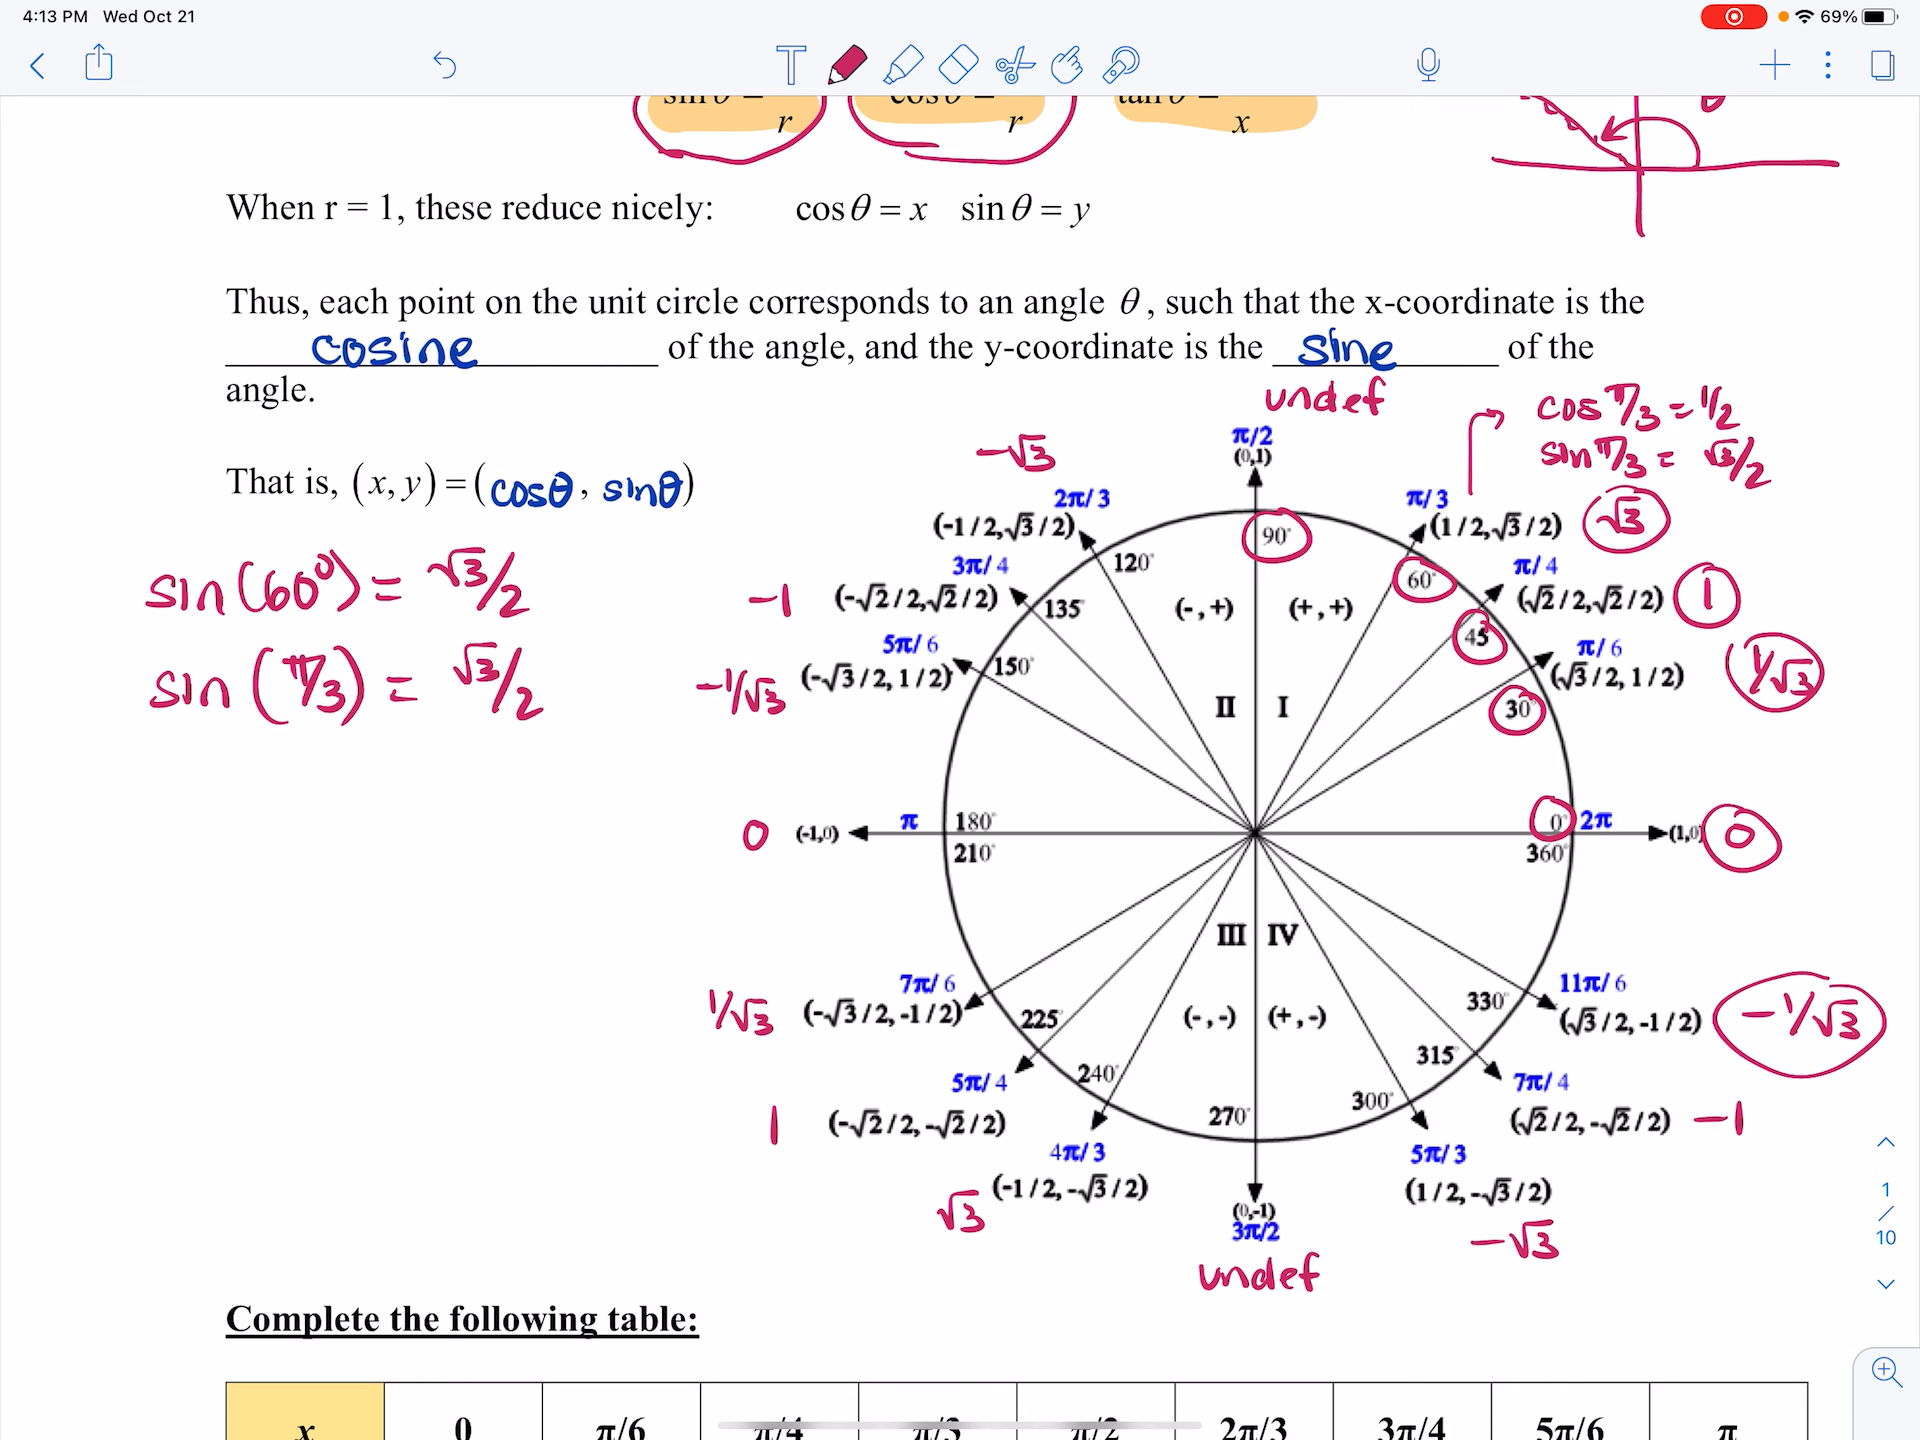 4:13 PM Wed Oct 21
69%
r
r
x
θ
When r = 1, these reduce nicely: cos θ = x sin θ = y
Thus, each point on the unit circle corresponds to an angle θ, such that the x-coordinate is the
cosine of the angle, and the y-coordinate is the sine of the
angle.
That is, (x, y) = (cosθ, sinθ)
sin(60°) = √3/2
sin(π/3) = √3/2
undef
π/2
(0,1)
cos π/3 = 1/2
sin π/3 = √3/2
-√3
2π/3
(-1/2,√3/2)
π/3
(1/2,√3/2)
√3
90°
120°
60°
3π/4
-1 (-√2/2,√2/2)
135°
(-,+) (+,+)
π/4
(√2/2,√2/2) 1
45
5π/6
-1/√3 (-√3/2, 1/2)
150°
π/6
(√3/2, 1/2) 1/√3
30°
II I
0 (-1,0) π 180°
0° 2π (1,0) 0
210°
360°
III IV
7π/6
1/√3 (-√3/2, -1/2)
225°
(-,-) (+,-)
330°
11π/6
(√3/2, -1/2) -1/√3
5π/4
1 (-√2/2, -√2/2)
240°
315°
7π/4
(√2/2, -√2/2) -1
270°
300°
4π/3
√3 (-1/2, -√3/2)
5π/3
(1/2, -√3/2)
-√3
(0,-1)
3π/2
undef
1
/
10
Complete the following table:
x 0 π/6 π/4 π/3 π/2 2π/3 3π/4 5π/6 π